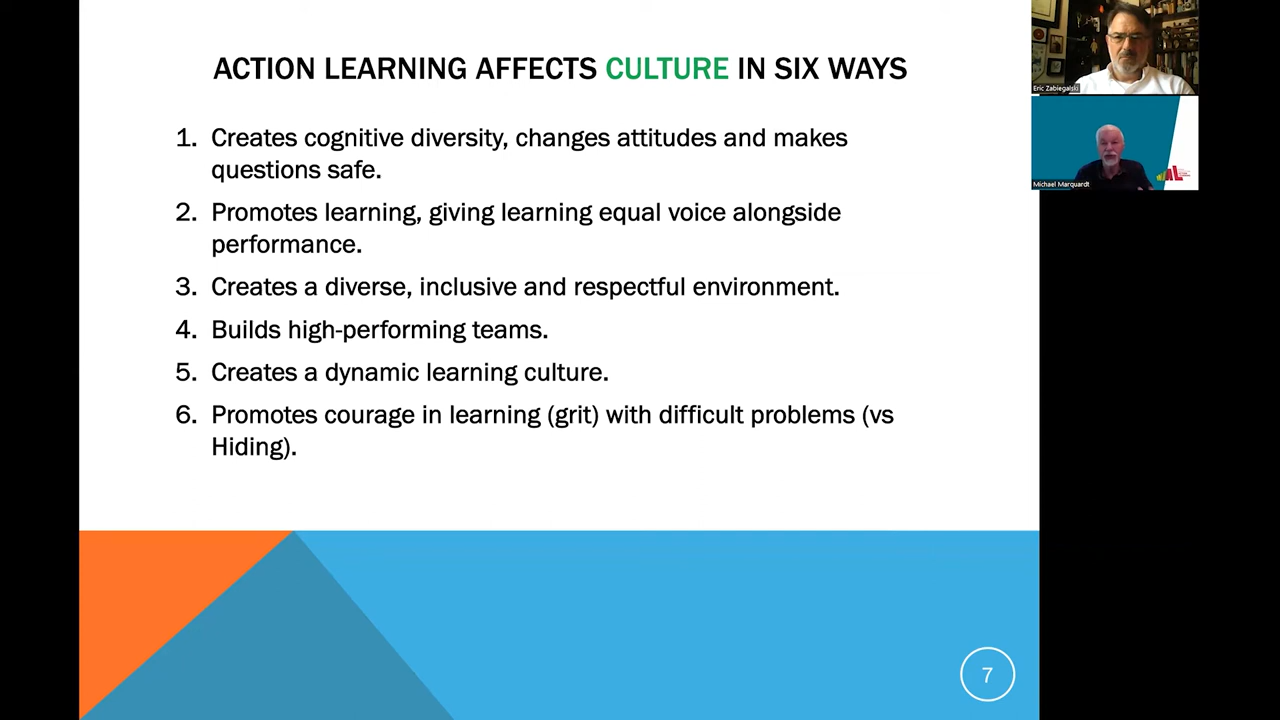 ACTION LEARNING AFFECTS CULTURE IN SIX WAYS
1. Creates cognitive diversity, changes attitudes and makes
questions safe.
2. Promotes learning, giving learning equal voice alongside
performance.
3. Creates a diverse, inclusive and respectful environment.
4. Builds high-performing teams.
5. Creates a dynamic learning culture.
6. Promotes courage in learning (grit) with difficult problems (vs
Hiding).
7
Eric Zabiegalski
Michael Marquardt